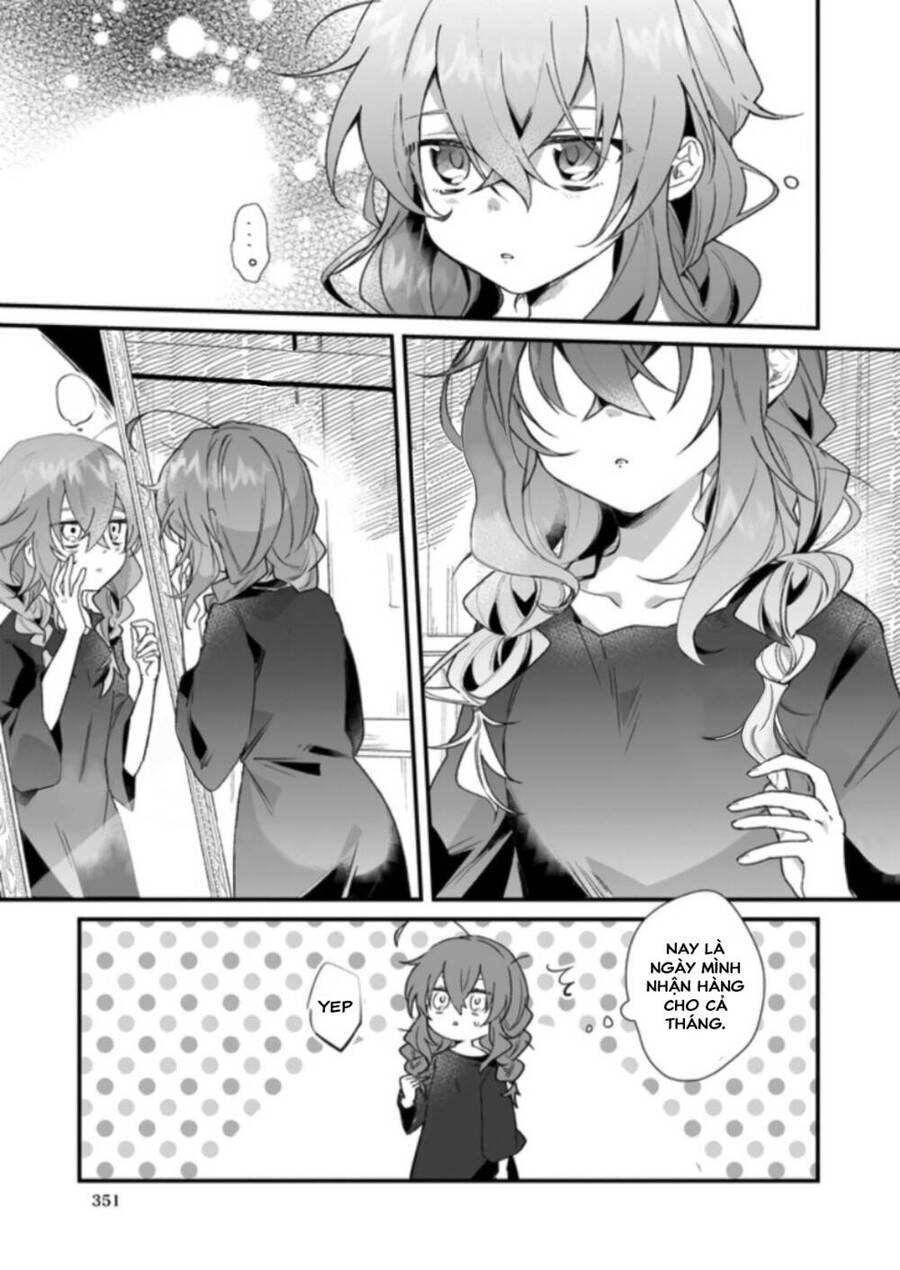 .....。
NAY LÀ
NGÀY MÌNH
NHẬN HÀNG
CHO CẢ
THÁNG.
YEP
351